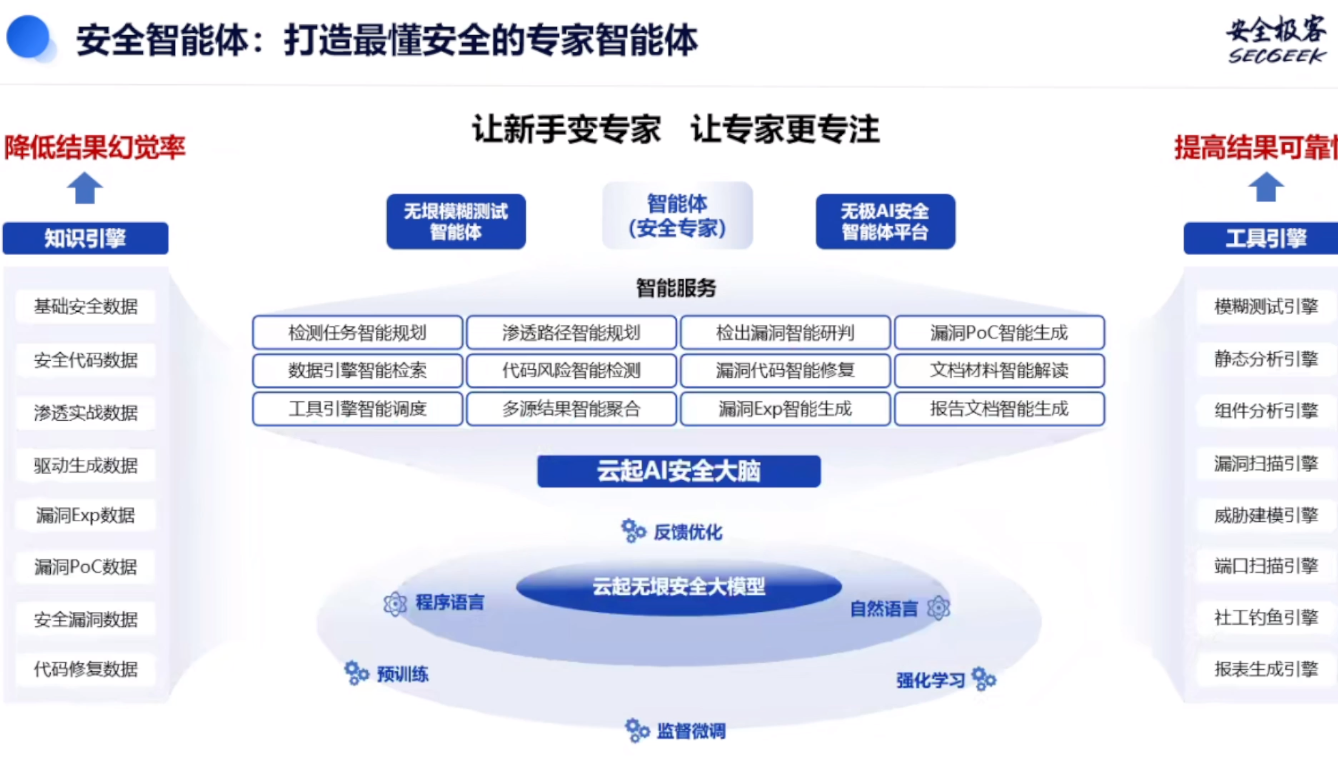 安全智能体：打造最懂安全的专家智能体
安全极客
SECGEEK
让新手变专家 让专家更专注
降低结果幻觉率
提高结果可靠
知识引擎
基础安全数据
安全代码数据
渗透实战数据
驱动生成数据
漏洞Exp数据
漏洞PoC数据
安全漏洞数据
代码修复数据
无垠模糊测试
智能体
智能体
(安全专家)
无极AI安全
智能体平台
智能服务
检测任务智能规划
渗透路径智能规划
检出漏洞智能研判
漏洞PoC智能生成
数据引擎智能检索
代码风险智能检测
漏洞代码智能修复
文档材料智能解读
工具引擎智能调度
多源结果智能聚合
漏洞Exp智能生成
报告文档智能生成
云起AI安全大脑
反馈优化
云起无垠安全大模型
程序语言
自然语言
预训练
强化学习
监督微调
工具引擎
模糊测试引擎
静态分析引擎
组件分析引擎
漏洞扫描引擎
威胁建模引擎
端口扫描引擎
社工钓鱼引擎
报表生成引擎